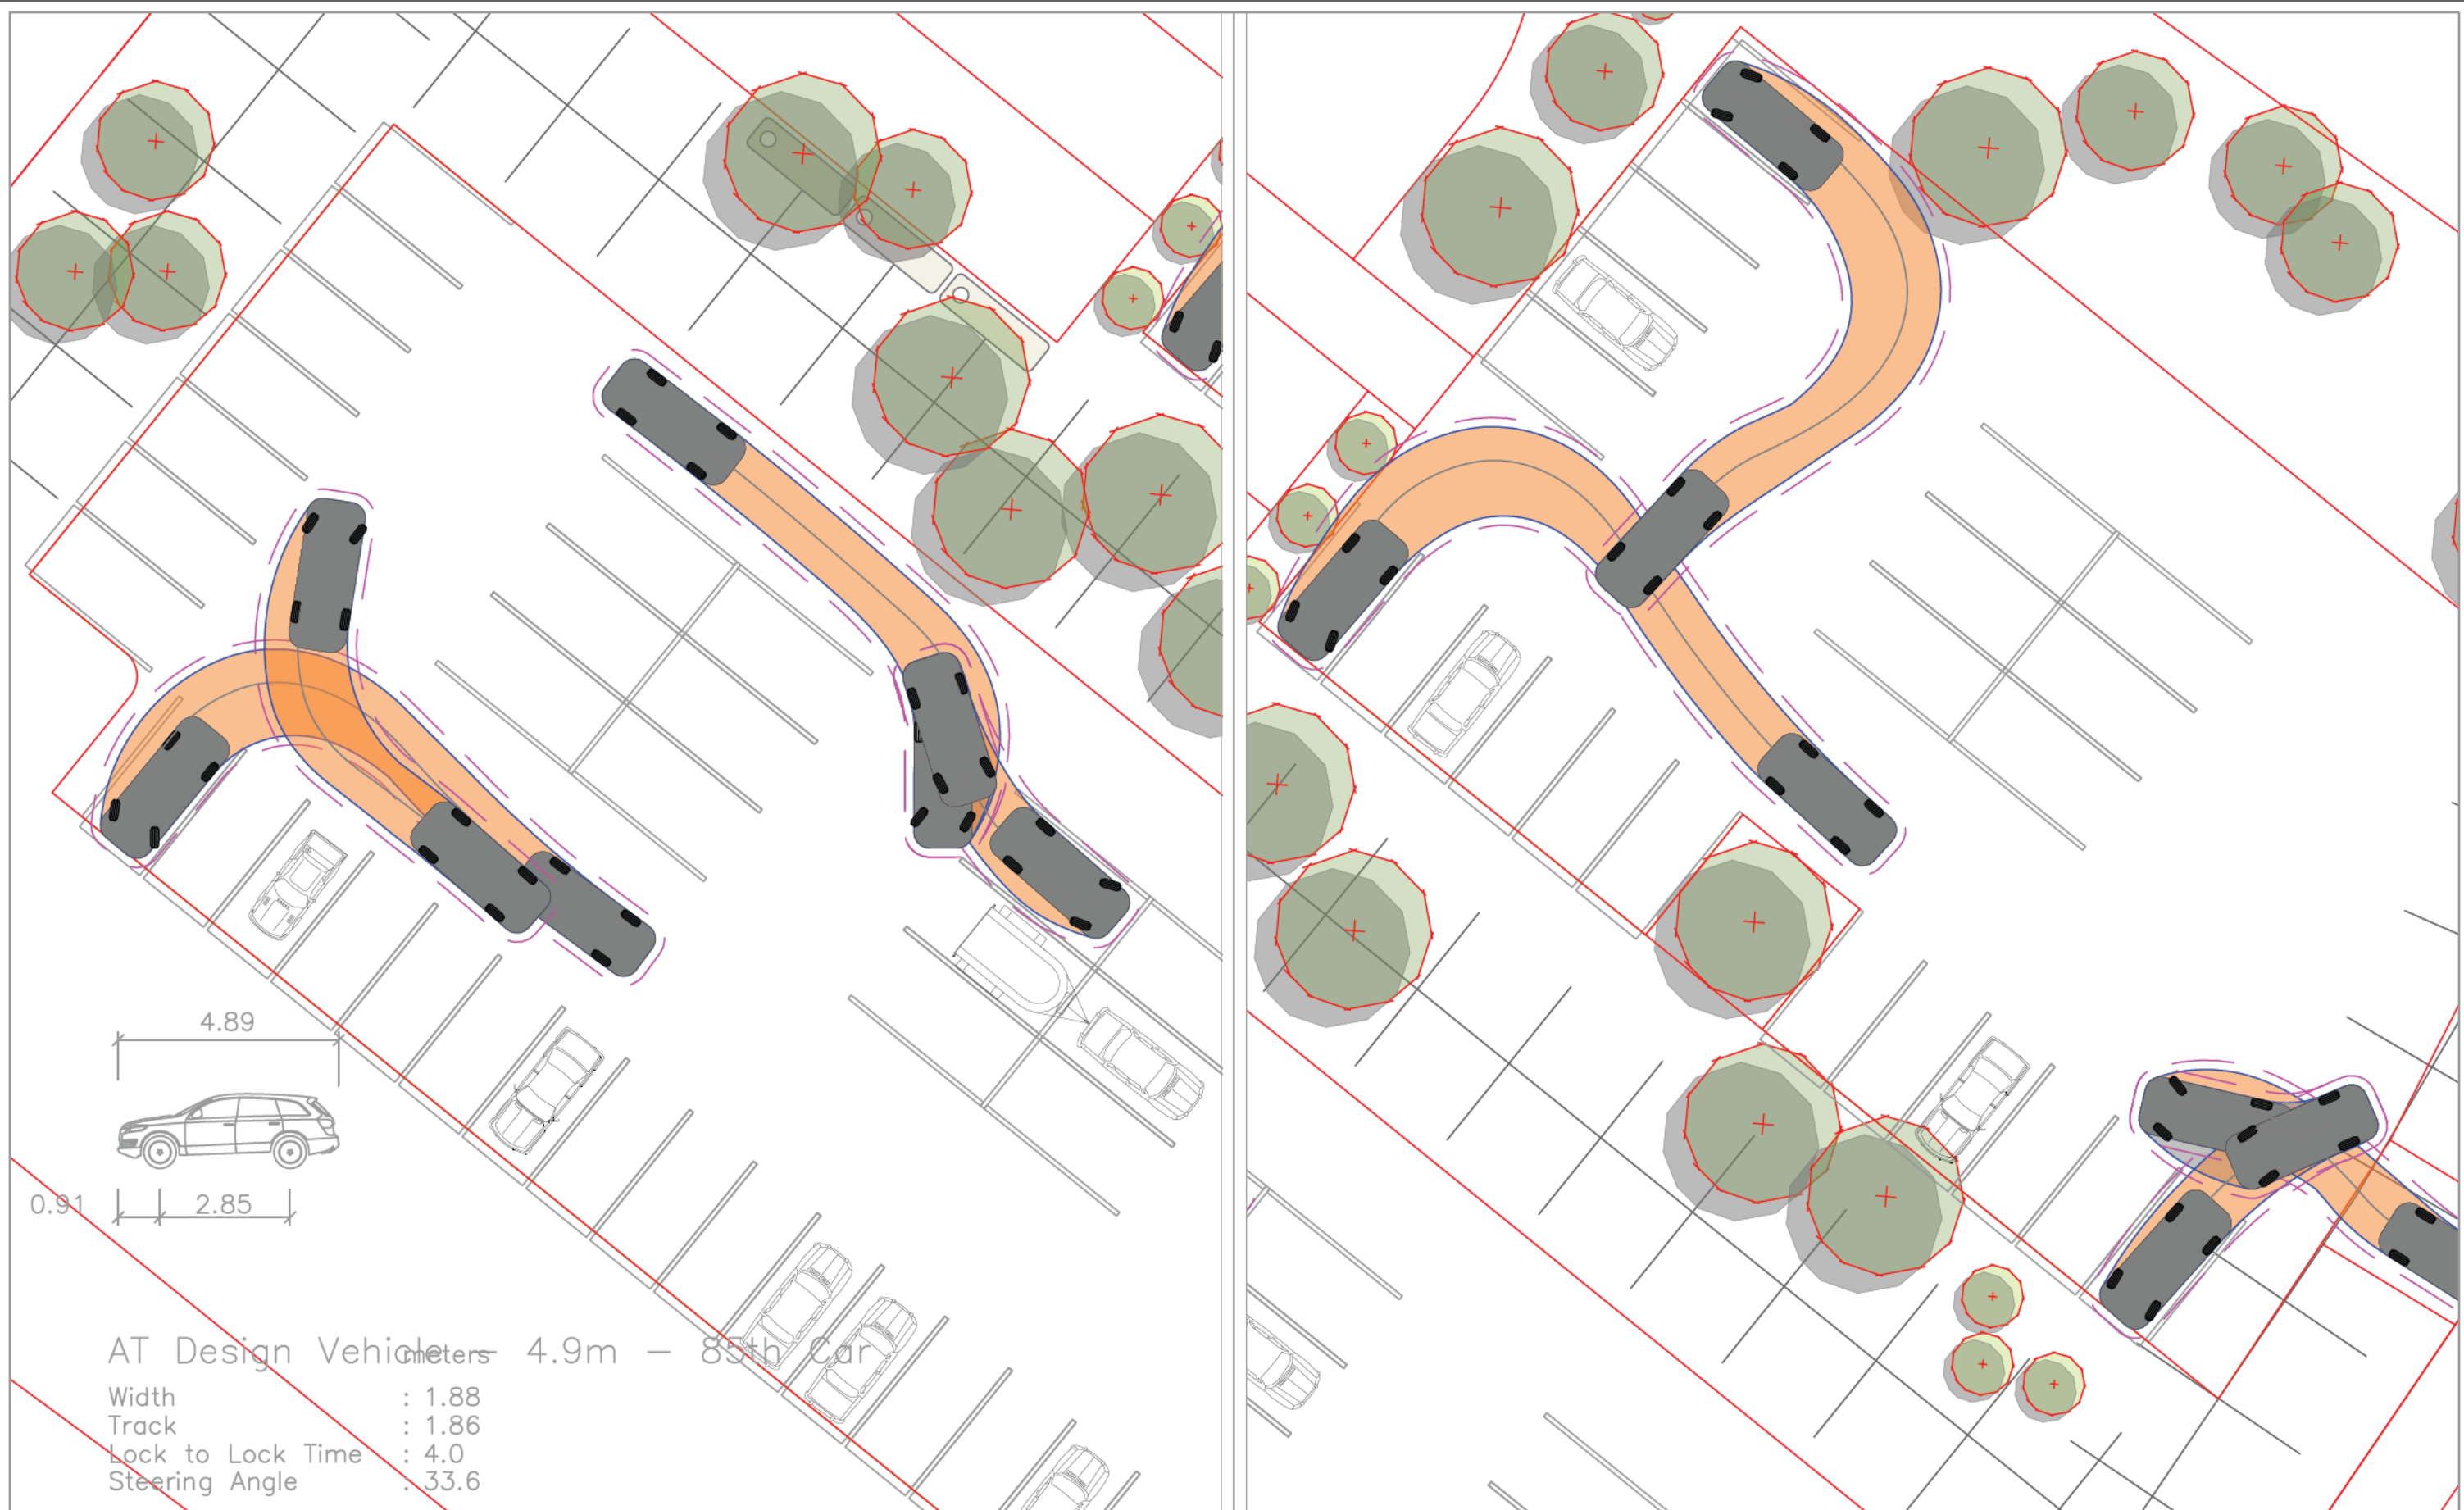 4.89
0.91 2.85
AT Design Vehicle - 4.9m - 85th Car
meters
Width : 1.88
Track : 1.86
Lock to Lock Time : 4.0
Steering Angle : 33.6